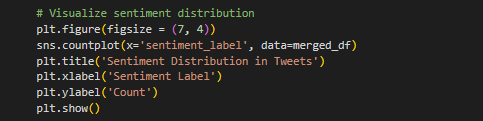 # Visualize sentiment distribution
plt.figure(figsize = (7, 4))
sns.countplot(x='sentiment_label', data=merged_df)
plt.title('Sentiment Distribution in Tweets')
plt.xlabel('Sentiment Label')
plt.ylabel('Count')
plt.show()